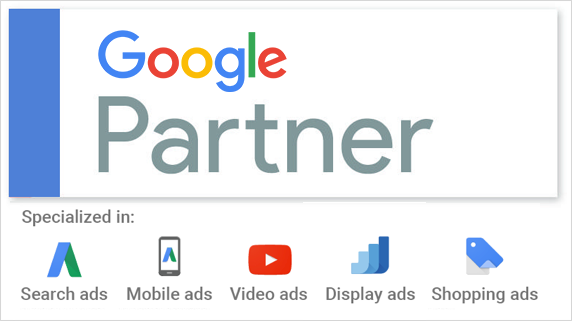 Google
Partner
Specialized in:
Search ads Mobile ads Video ads Display ads Shopping ads